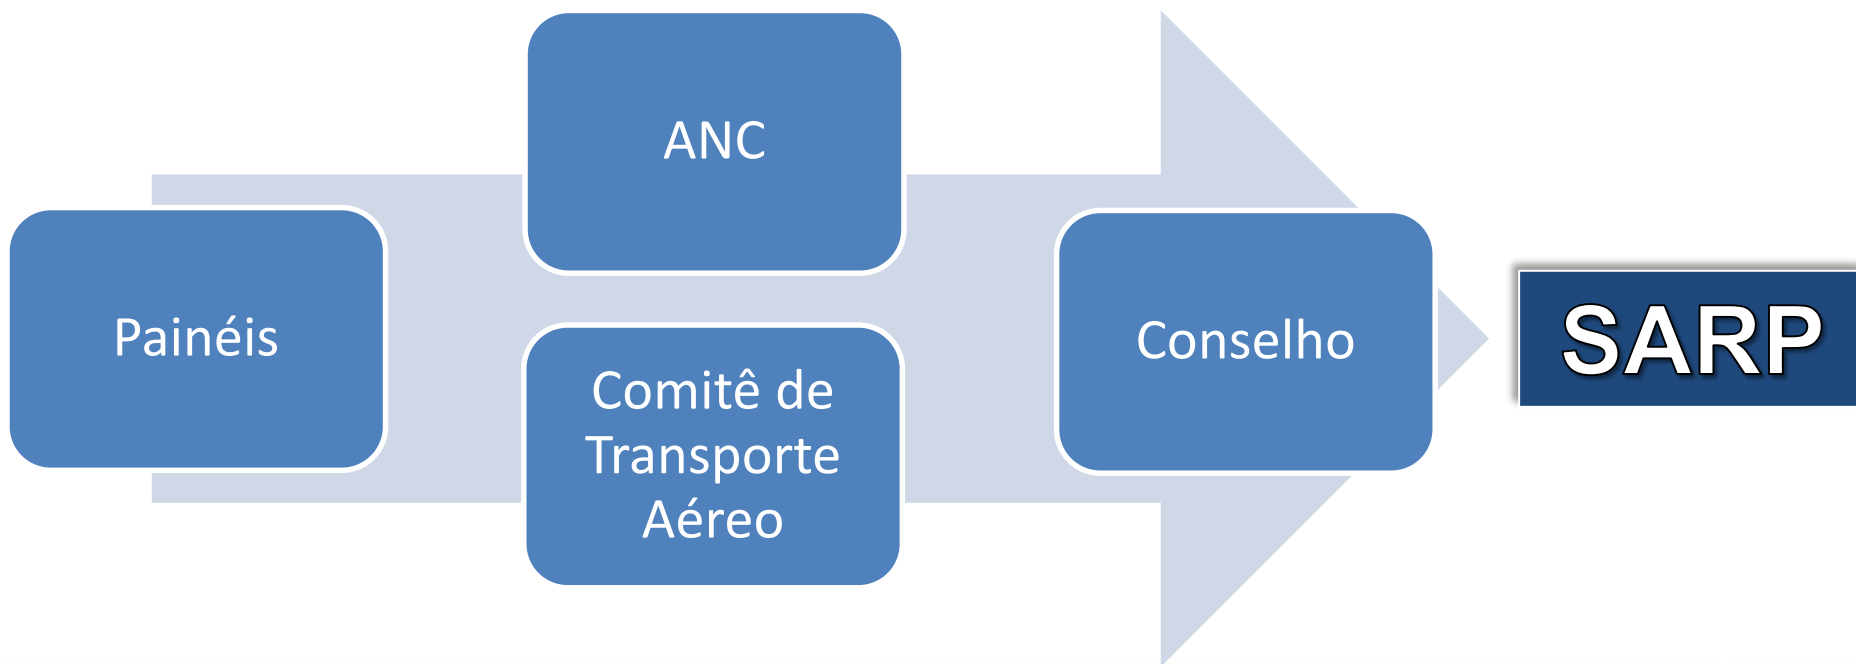 Painéis
ANC
Comitê de
Transporte
Aéreo
Conselho
SARP